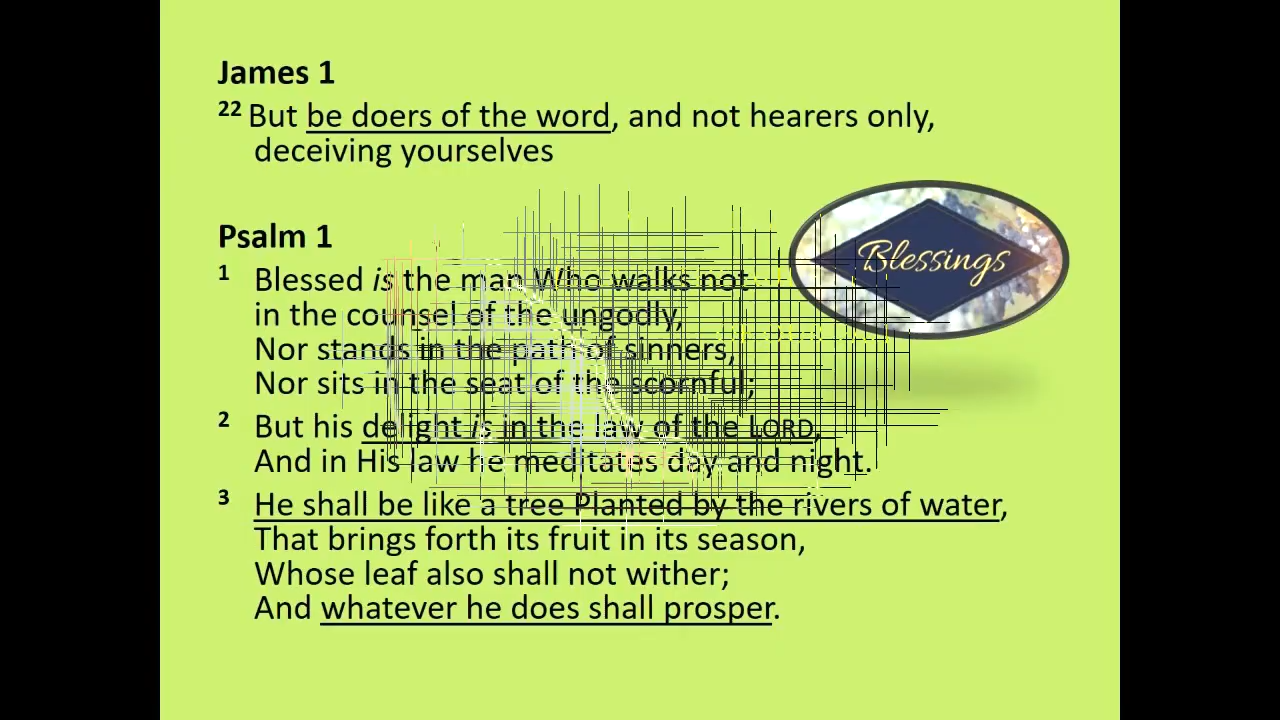 James 1
22 But be doers of the word, and not hearers only,
deceiving yourselves
Psalm 1
1 Blessed is the man Who walks not
in the counsel of the ungodly,
Nor stands in the path of sinners,
Nor sits in the seat of the scornful;
2 But his delight is in the law of the LORD,
And in His law he meditates day and night.
3 He shall be like a tree Planted by the rivers of water,
That brings forth its fruit in its season,
Whose leaf also shall not wither;
And whatever he does shall prosper.
Blessings